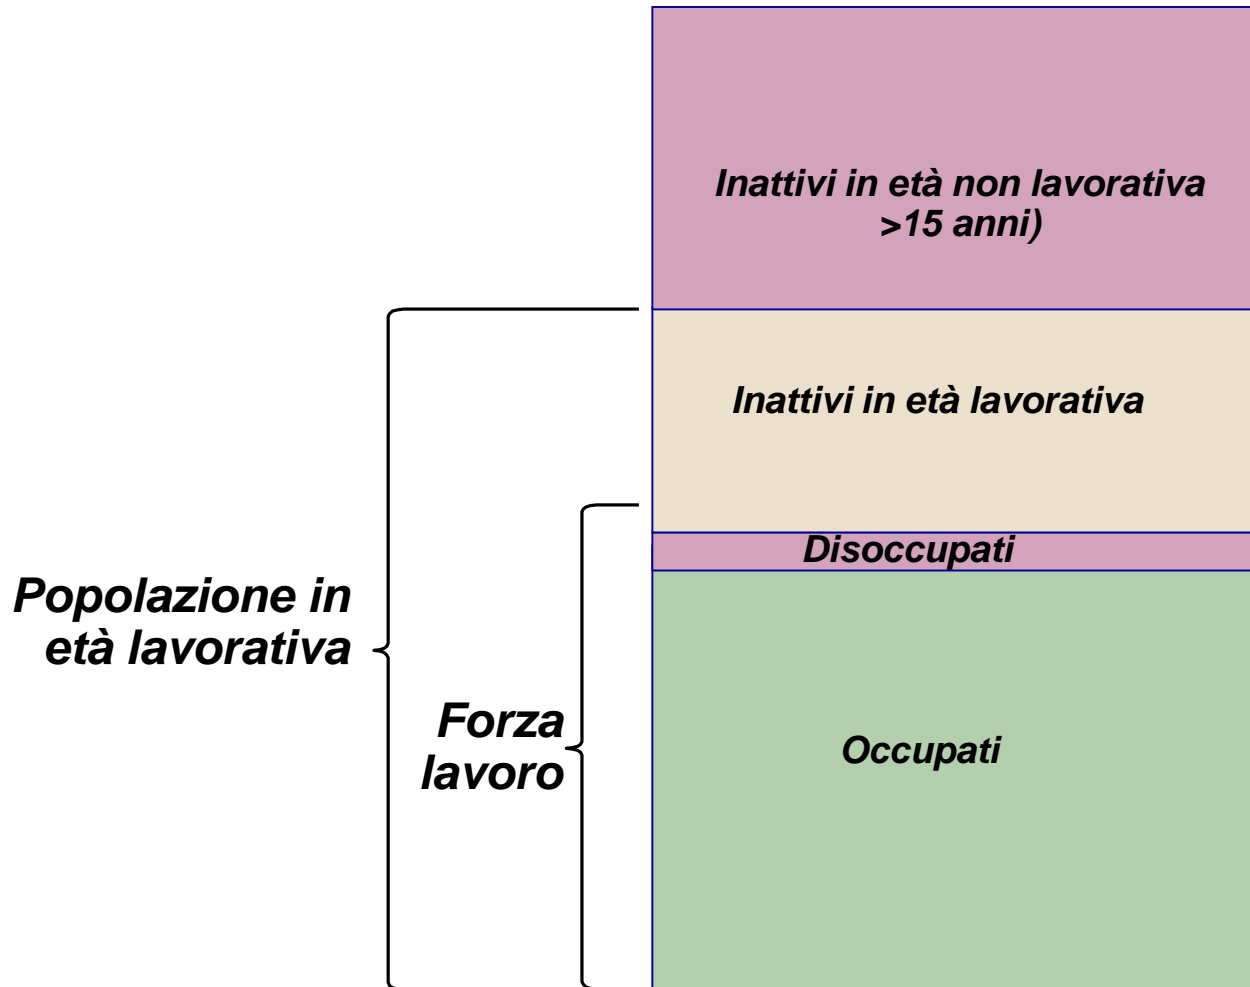 Inattivi in età non lavorativa
>15 anni)
Inattivi in età lavorativa
Disoccupati
Popolazione in
età lavorativa
Forza
lavoro
Occupati